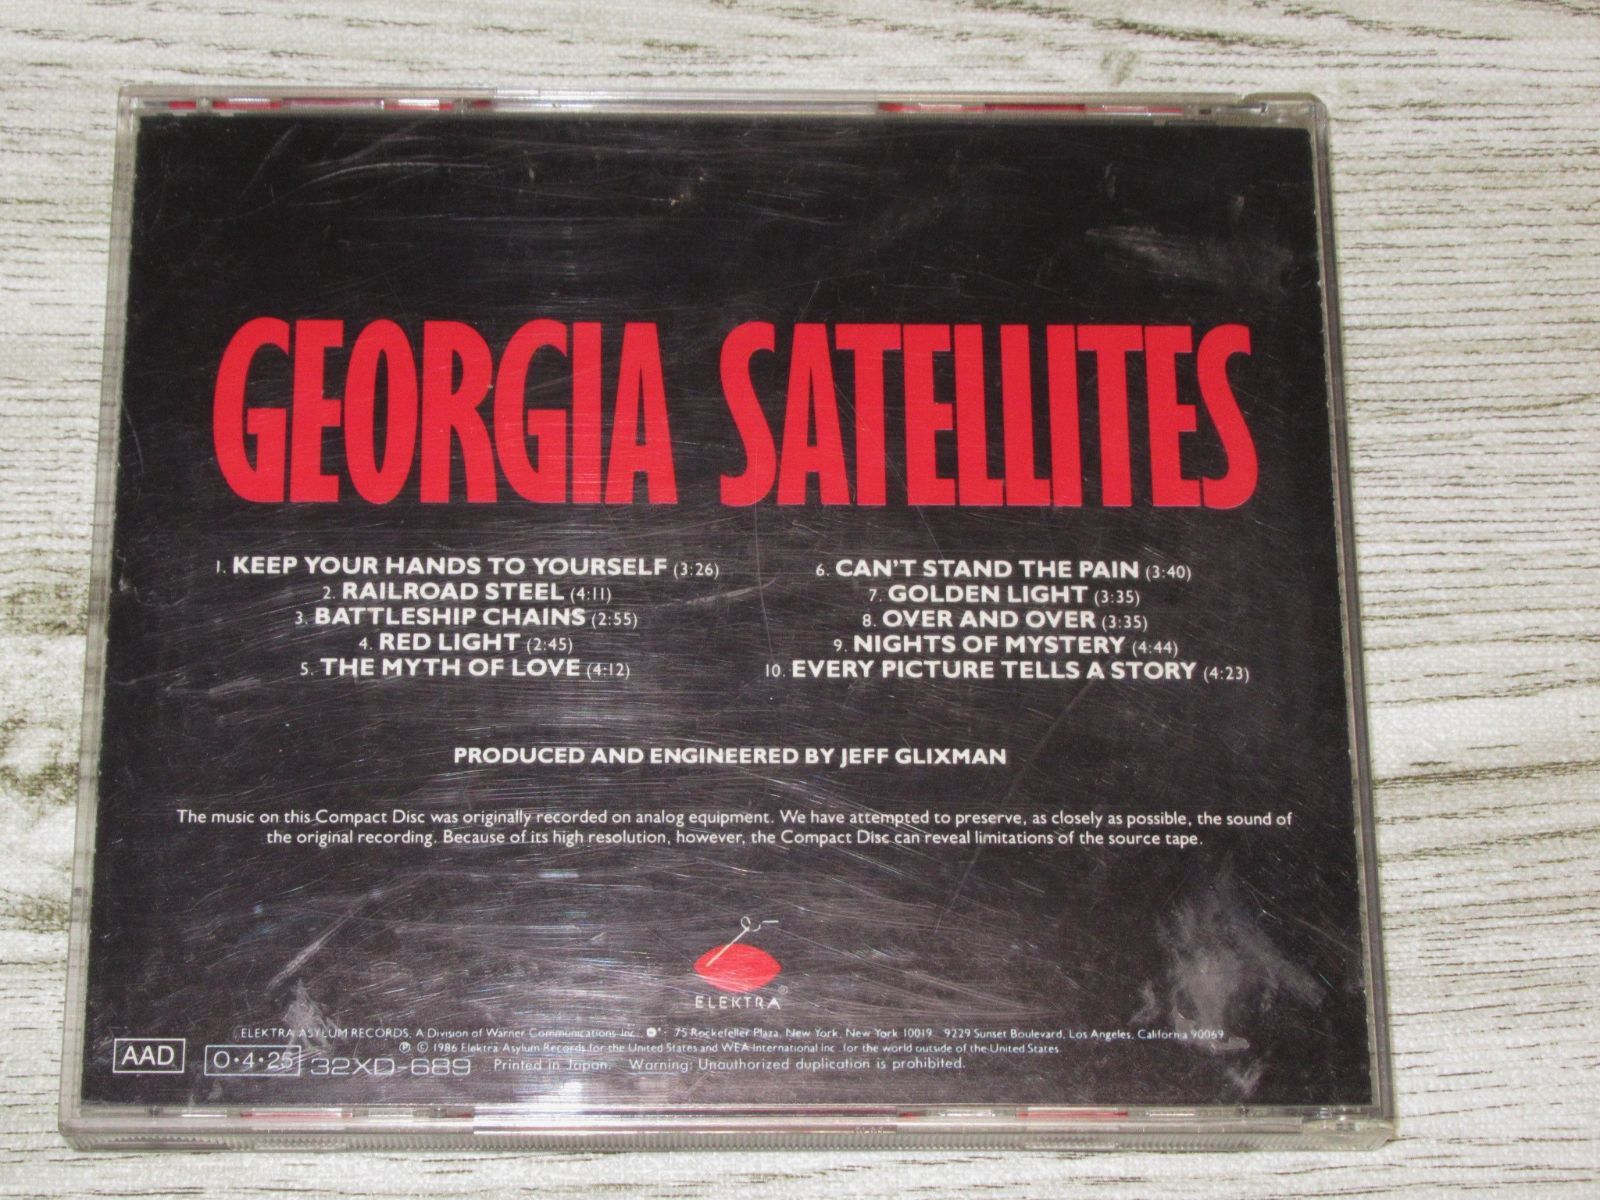 GEORGIA SATELLITES
1. KEEP YOUR HANDS TO YOURSELF (3:26)
2. RAILROAD STEEL (4:11)
3. BATTLESHIP CHAINS (2:55)
4. RED LIGHT (2:45)
5. THE MYTH OF LOVE (4:12)
6. CAN'T STAND THE PAIN (3:40)
7. GOLDEN LIGHT (3:35)
8. OVER AND OVER (3:35)
9. NIGHTS OF MYSTERY (4:44)
10. EVERY PICTURE TELLS A STORY (4:23)
PRODUCED AND ENGINEERED BY JEFF GLIXMAN
The music on this Compact Disc was originally recorded on analog equipment. We have attempted to preserve, as closely as possible, the sound of
the original recording. Because of its high resolution, however, the Compact Disc can reveal limitations of the source tape.
ELEKTRA
ELEKTRA ASYLUM RECORDS, A Division of Warner Communications Inc. 75 Rockefeller Plaza, New York, New York 10019. 9229 Sunset Boulevard, Los Angeles, California 90069
℗ © 1986 Elektra Asylum Records for the United States and WEA International Inc. for the world outside of the United States.
AAD O·4·25 32XD-689 Printed in Japan. Warning: Unauthorized duplication is prohibited.